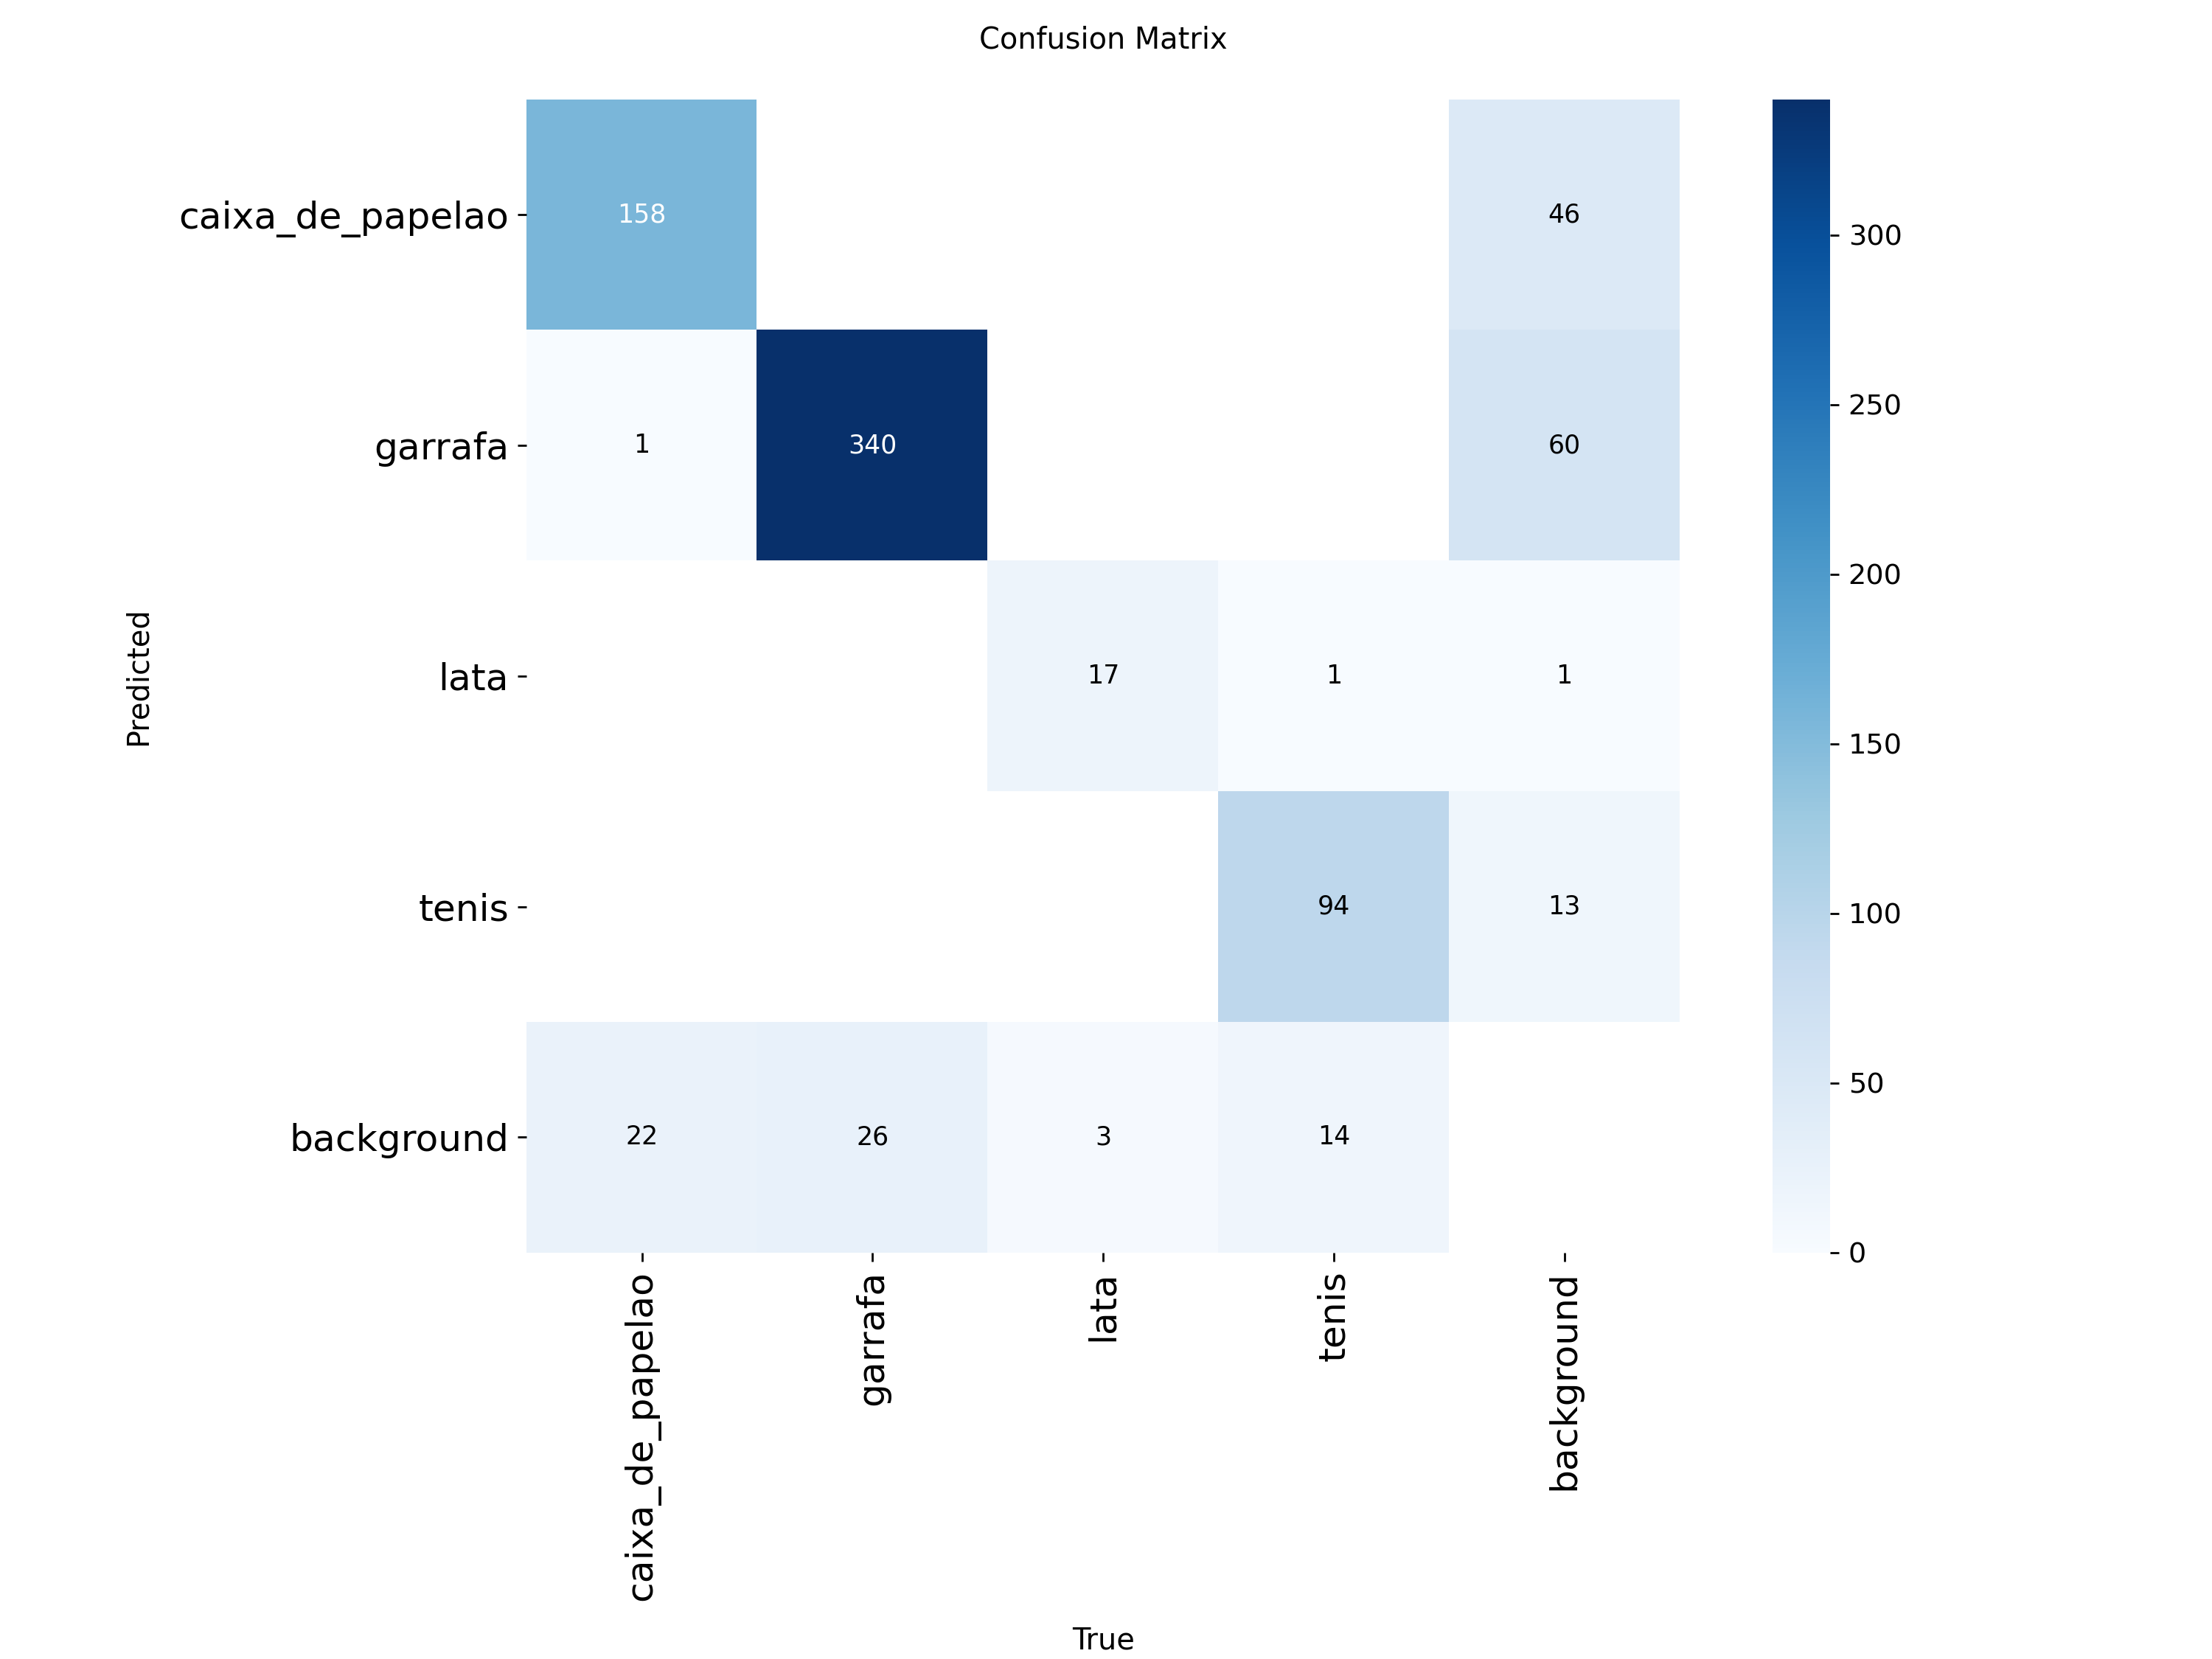 Confusion Matrix
caixa_de_papelao 158 46 300
garrafa 1 340 60 250
200
Predicted lata 17 1 1
150
tenis 94 13 100
background 22 26 3 14 50
0
caixa_de_papelao garrafa lata tenis background
True